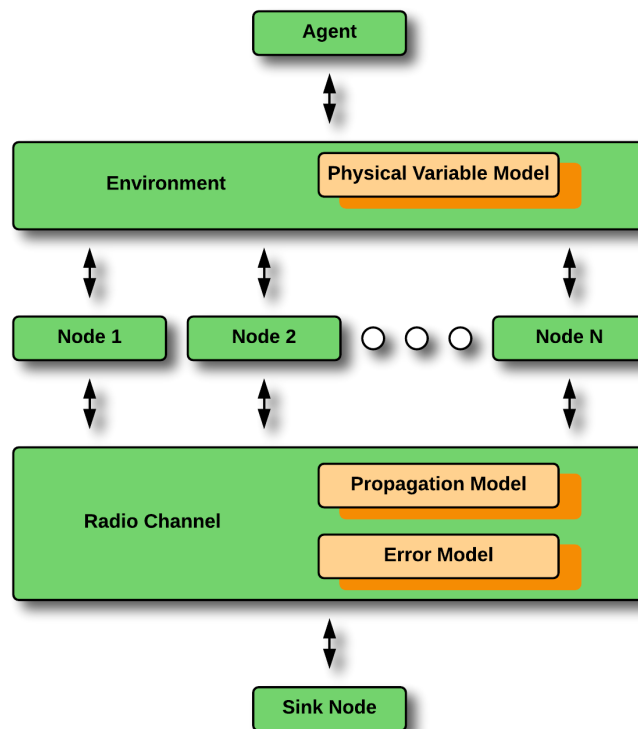 Agent
Environment
Physical Variable Model
Node 1
Node 2
Node N
Propagation Model
Radio Channel
Error Model
Sink Node